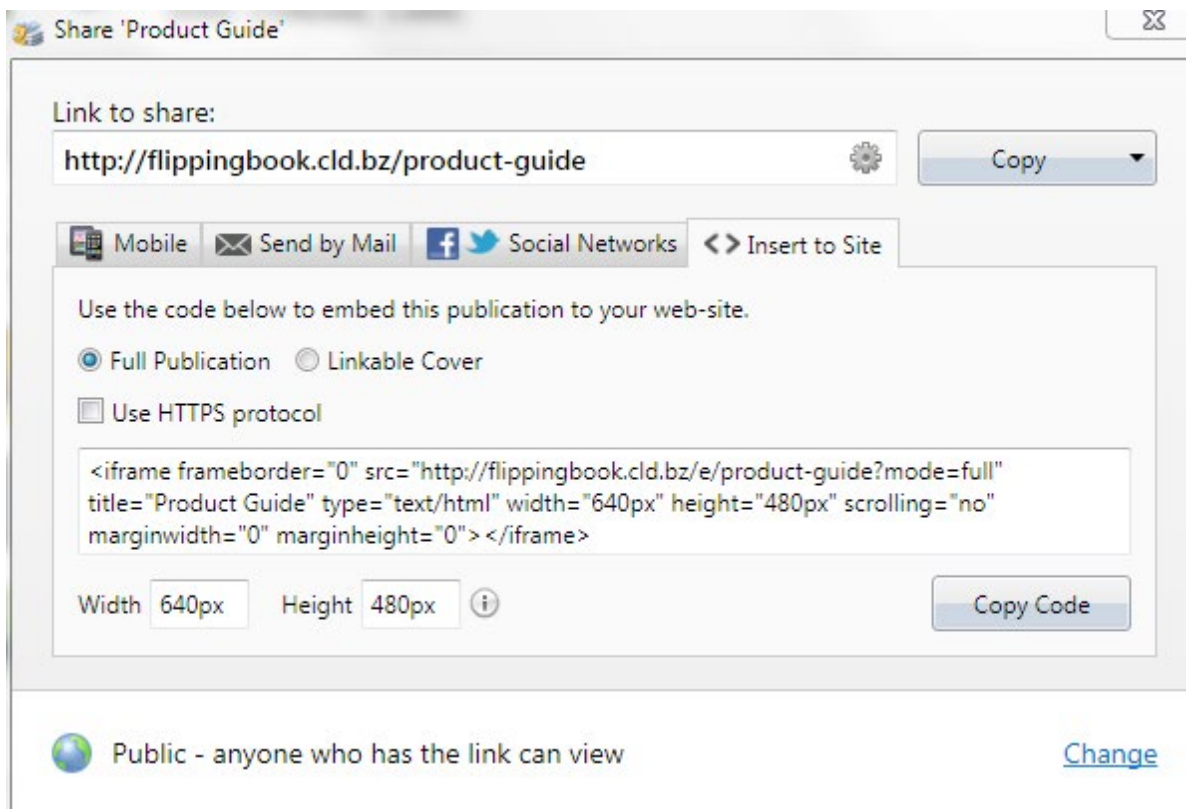 Share 'Product Guide'
Link to share:
http://flippingbook.cld.bz/product-guide
Copy
Mobile
Send by Mail
Social Networks
<> Insert to Site
Use the code below to embed this publication to your web-site.
Full Publication
Linkable Cover
Use HTTPS protocol
<iframe frameborder="0" src="http://flippingbook.cld.bz/e/product-guide?mode=full"
title="Product Guide" type="text/html" width="640px" height="480px" scrolling="no"
marginwidth="0" marginheight="0"></iframe>
Width 640px Height 480px
Copy Code
Public - anyone who has the link can view
Change